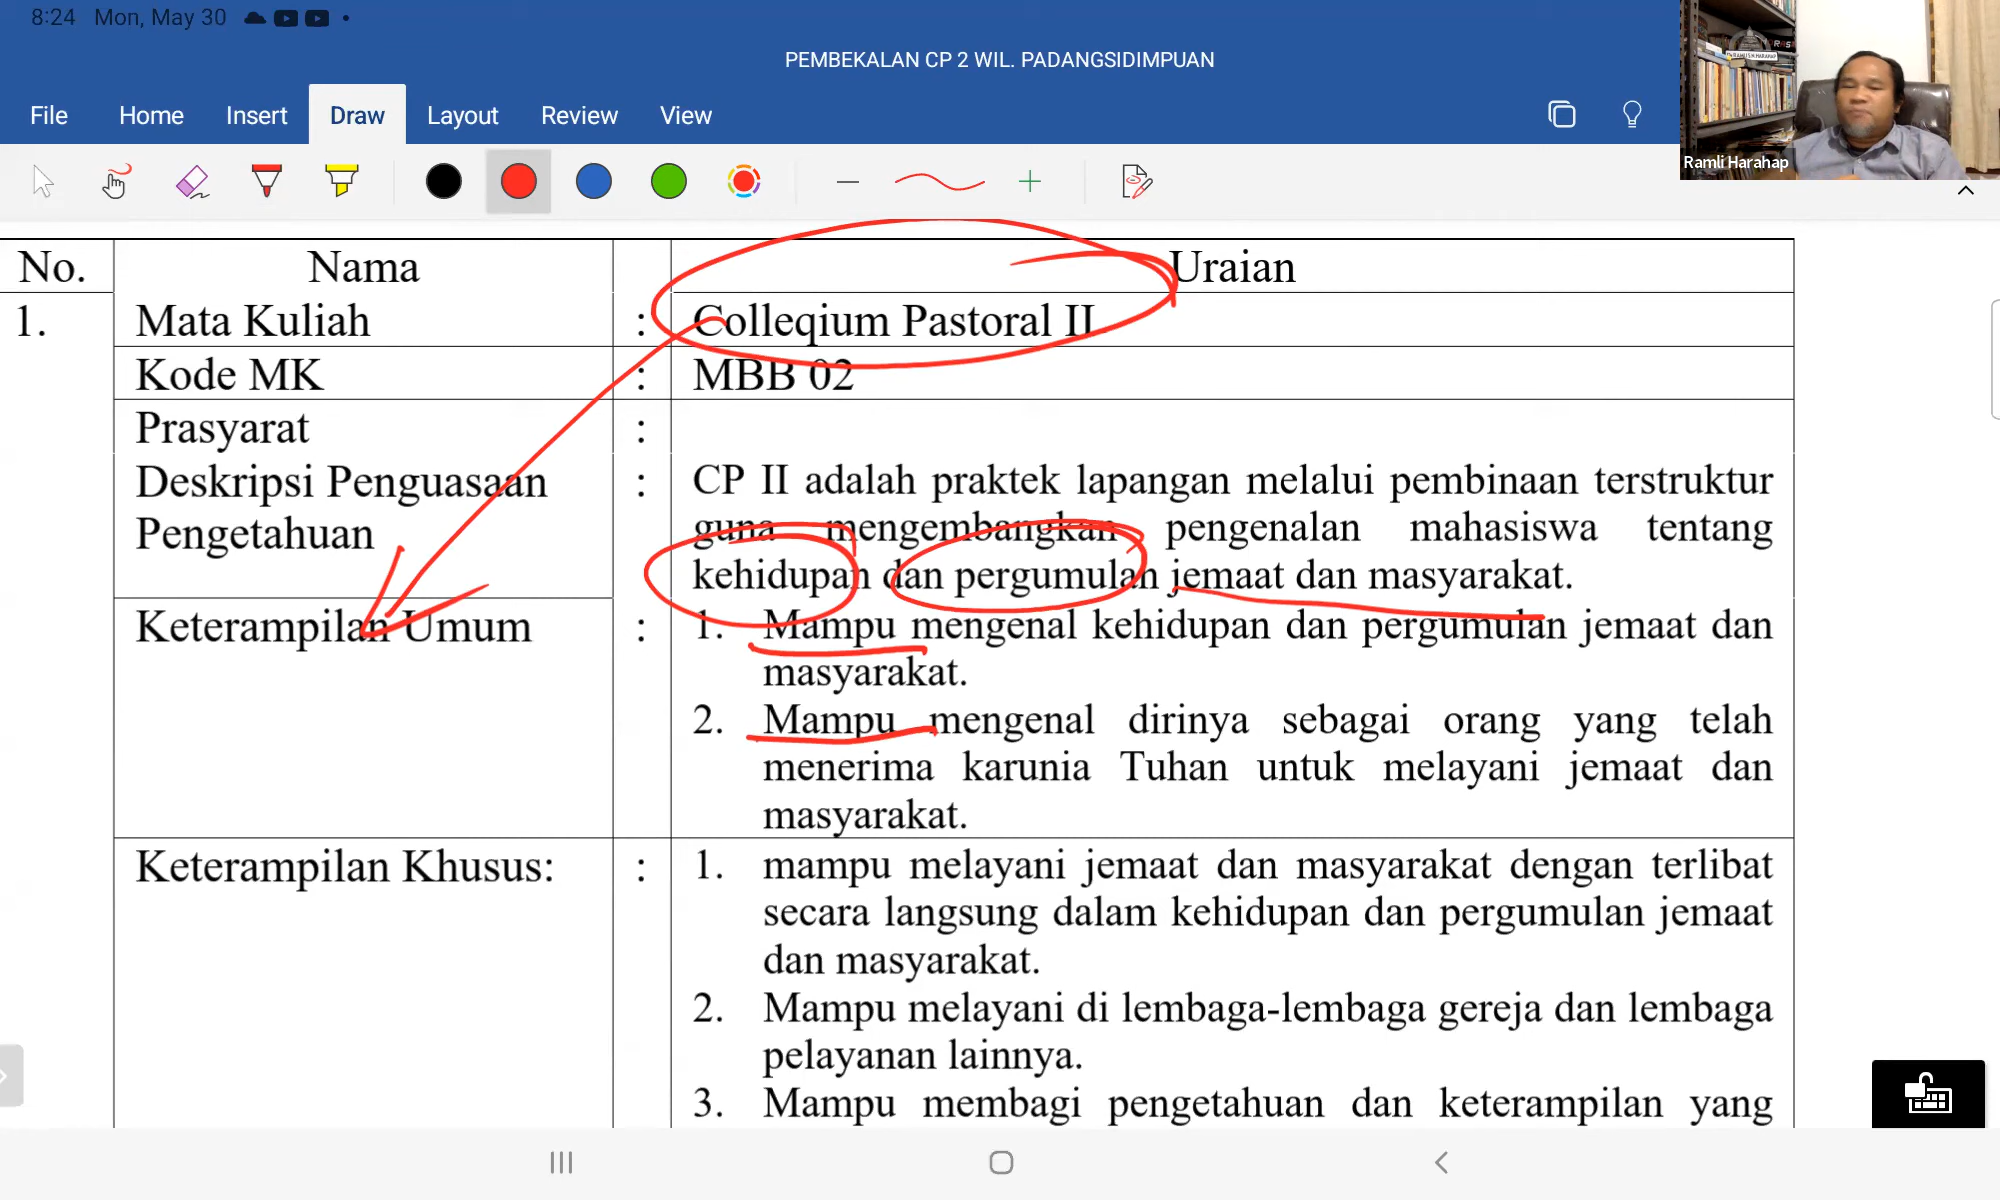 8:24 Mon, May 30
PEMBEKALAN CP 2 WIL. PADANGSIDIMPUAN
File Home Insert Draw Layout Review View
Ramli Harahap
No. Nama Uraian
1. Mata Kuliah : Colleqium Pastoral II.
Kode MK : MBB 02
Prasyarat :
Deskripsi Penguasaan Pengetahuan : CP II adalah praktek lapangan melalui pembinaan terstruktur
guna mengembangkan pengenalan mahasiswa tentang
kehidupan dan pergumulan jemaat dan masyarakat.
Keterampilan Umum : 1. Mampu mengenal kehidupan dan pergumulan jemaat dan
masyarakat.
2. Mampu mengenal dirinya sebagai orang yang telah
menerima karunia Tuhan untuk melayani jemaat dan
masyarakat.
Keterampilan Khusus: : 1. mampu melayani jemaat dan masyarakat dengan terlibat
secara langsung dalam kehidupan dan pergumulan jemaat
dan masyarakat.
2. Mampu melayani di lembaga-lembaga gereja dan lembaga
pelayanan lainnya.
3. Mampu membagi pengetahuan dan keterampilan yang